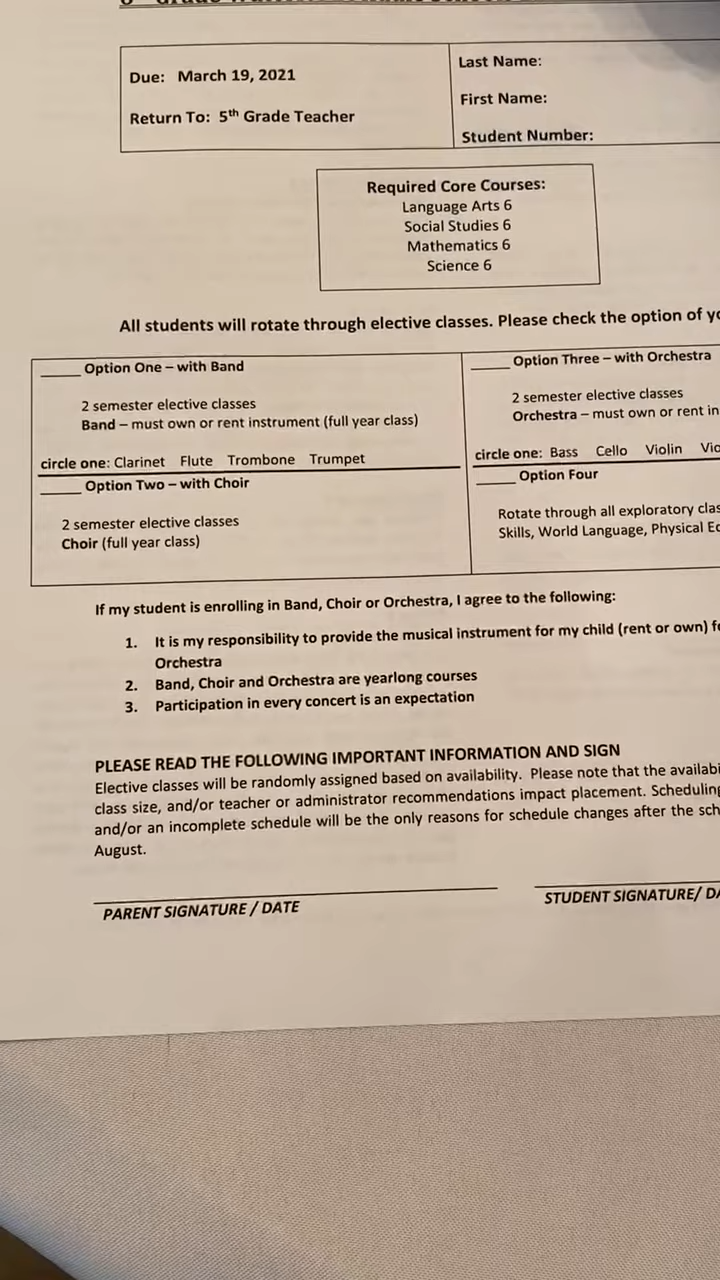 Due: March 19, 2021
Return To: 5th Grade Teacher
Last Name:
First Name:
Student Number:
Required Core Courses:
Language Arts 6
Social Studies 6
Mathematics 6
Science 6
All students will rotate through elective classes. Please check the option of
_____ Option One – with Band
2 semester elective classes
Band – must own or rent instrument (full year class)
circle one: Clarinet Flute Trombone Trumpet
_____ Option Two – with Choir
2 semester elective classes
Choir (full year class)
_____ Option Three – with Orchestra
2 semester elective classes
Orchestra – must own or rent
circle one: Bass Cello Violin
_____ Option Four
Rotate through all exploratory
Skills, World Language, Physical
If my student is enrolling in Band, Choir or Orchestra, I agree to the following:
1. It is my responsibility to provide the musical instrument for my child (rent or own)
Orchestra
2. Band, Choir and Orchestra are yearlong courses
3. Participation in every concert is an expectation
PLEASE READ THE FOLLOWING IMPORTANT INFORMATION AND SIGN
Elective classes will be randomly assigned based on availability. Please note that the
class size, and/or teacher or administrator recommendations impact placement. Scheduling
and/or an incomplete schedule will be the only reasons for schedule changes after the
August.
PARENT SIGNATURE / DATE
STUDENT SIGNATURE/